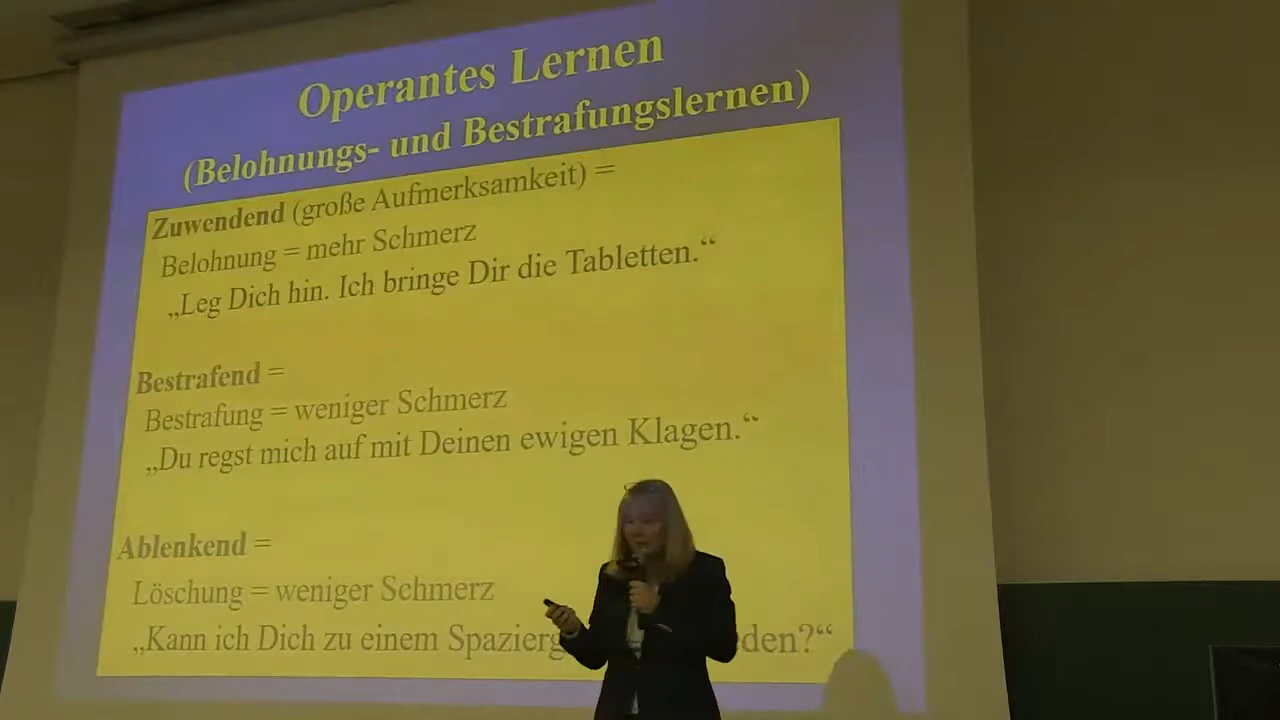 Operantes Lernen
(Belohnungs- und Bestrafungslernen)
Zuwendend (große Aufmerksamkeit) =
Belohnung = mehr Schmerz
„Leg Dich hin. Ich bringe Dir die Tabletten.“
Bestrafend =
Bestrafung = weniger Schmerz
„Du regst mich auf mit Deinen ewigen Klagen.“
Ablenkend =
Löschung = weniger Schmerz
„Kann ich Dich zu einem